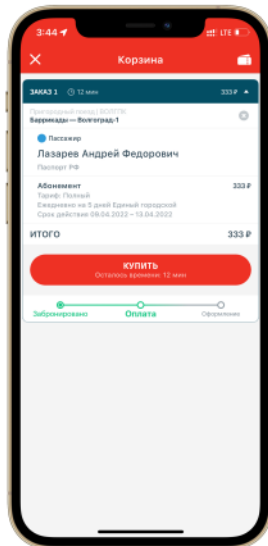 3:44
LTE
Корзина
ЗАКАЗ 1 12 мин 333 ₽
Пригородный поезд | ВОЛГПК
Баррикады — Волгоград-1
Пассажир
Лазарев Андрей Федорович
Паспорт РФ
Абонемент 333 ₽
Тариф: Полный
Ежедневно на 5 дней Единый городской
Срок действия 09.04.2022 – 13.04.2022
ИТОГО 333 ₽
КУПИТЬ
Осталось времени: 12 мин
Забронировано Оплата Оформление